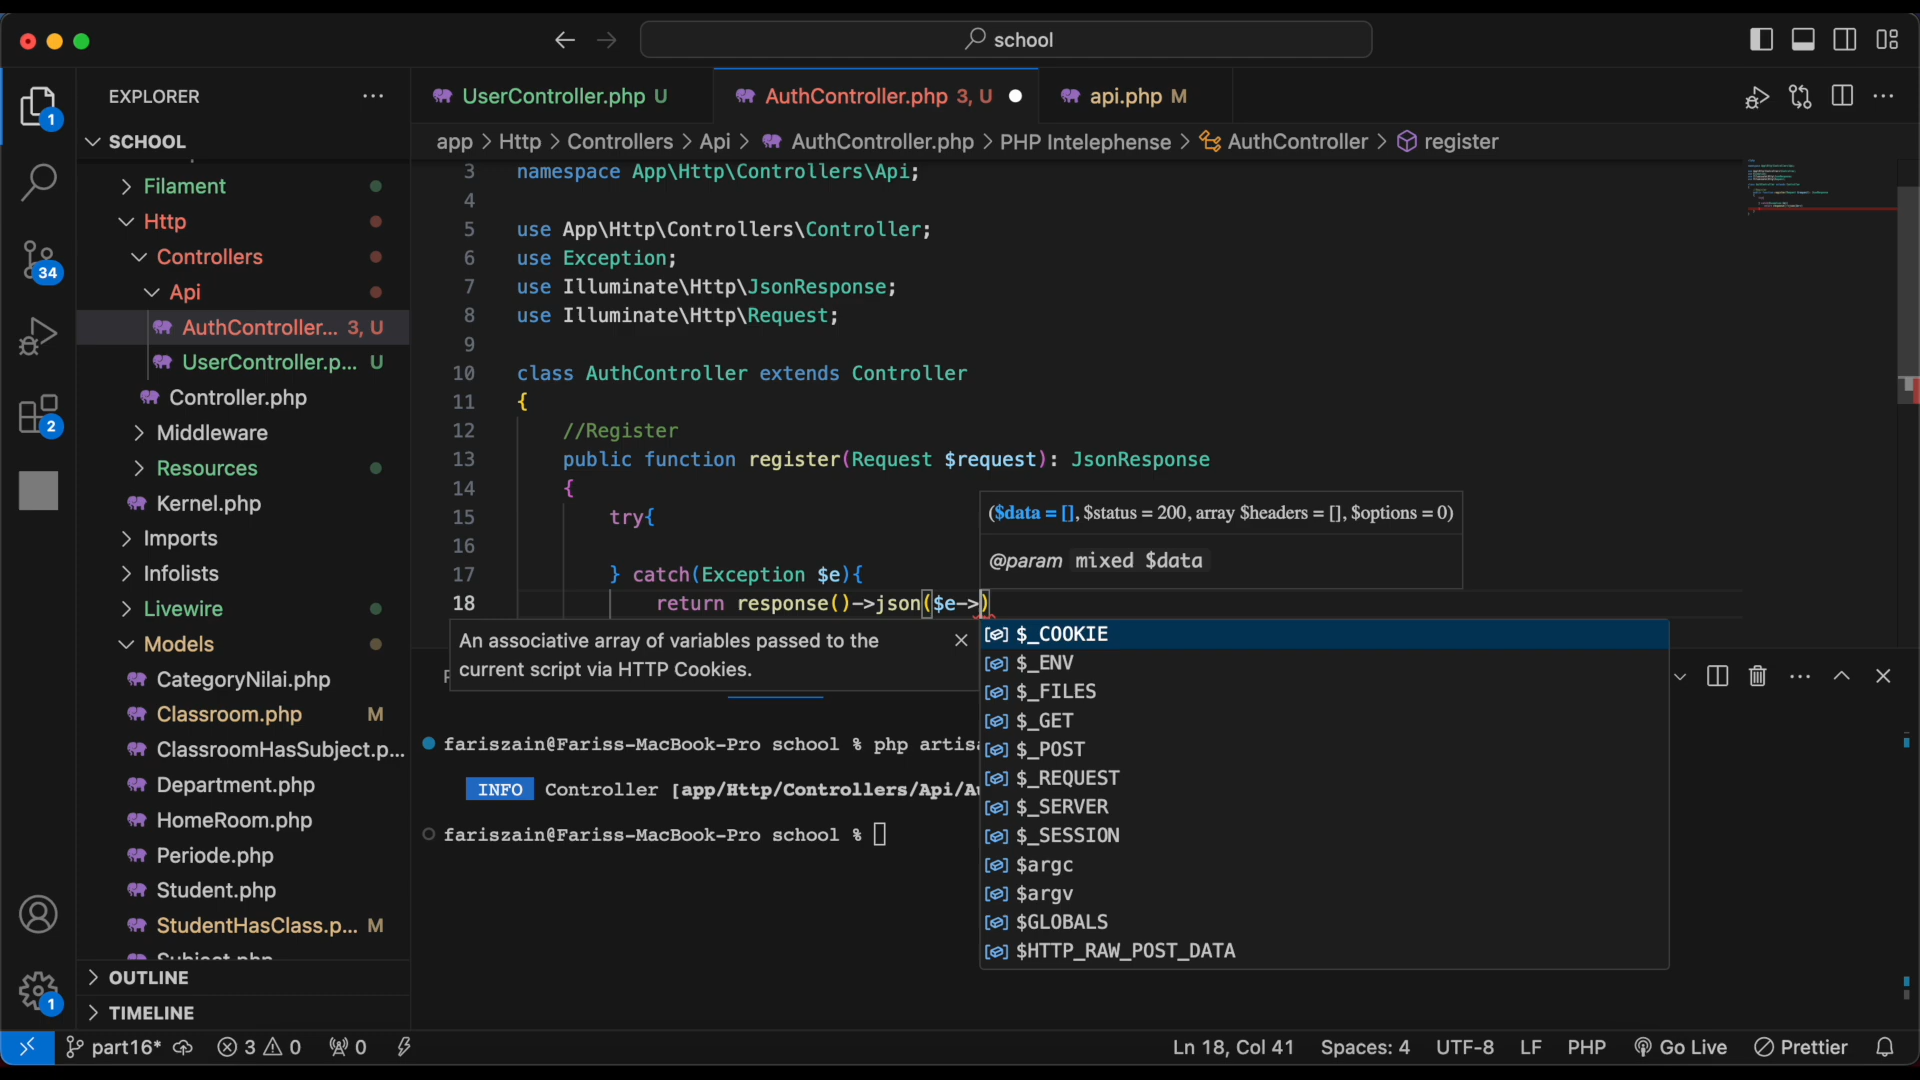 school
EXPLORER
SCHOOL
Filament
Http
Controllers
Api
AuthController... 3, U
UserController.p... U
Controller.php
Middleware
Resources
Kernel.php
Imports
Infolists
Livewire
Models
CategoryNilai.php
Classroom.php M
ClassroomHasSubject.p...
Department.php
HomeRoom.php
Periode.php
Student.php
StudentHasClass.p... M
Subject.php
OUTLINE
TIMELINE
1
34
2
1
UserController.php U
AuthController.php 3, U
api.php M
app > Http > Controllers > Api > AuthController.php > PHP Intelephense > AuthController > register
3 namespace App\Http\Controllers\Api;
4
5 use App\Http\Controllers\Controller;
6 use Exception;
7 use Illuminate\Http\JsonResponse;
8 use Illuminate\Http\Request;
9
10 class AuthController extends Controller
11 {
12 //Register
13 public function register(Request $request): JsonResponse
14 {
15 try{
16
17 } catch(Exception $e){
18 return response()->json($e->)
($data = [], $status = 200, array $headers = [], $options = 0)
@param mixed $data
An associative array of variables passed to the
current script via HTTP Cookies.
$_COOKIE
$_ENV
$_FILES
$_GET
$_POST
$_REQUEST
$_SERVER
$_SESSION
$argc
$argv
$GLOBALS
$HTTP_RAW_POST_DATA
fariszain@Fariss-MacBook-Pro school % php artis
INFO Controller [app/Http/Controllers/Api/A
fariszain@Fariss-MacBook-Pro school %
part16* 3 0 0
Ln 18, Col 41 Spaces: 4 UTF-8 LF PHP Go Live Prettier